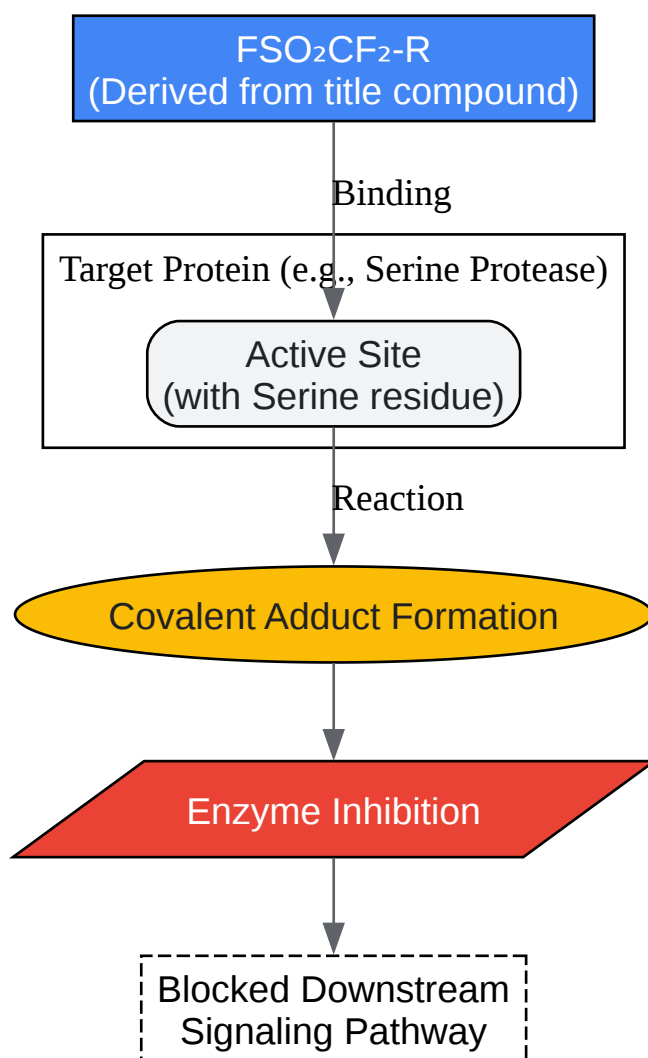 FSO₂CF₂-R
(Derived from title compound)
Binding
Target Protein (e.g., Serine Protease)
Active Site
(with Serine residue)
Reaction
Covalent Adduct Formation
Enzyme Inhibition
Blocked Downstream
Signaling Pathway